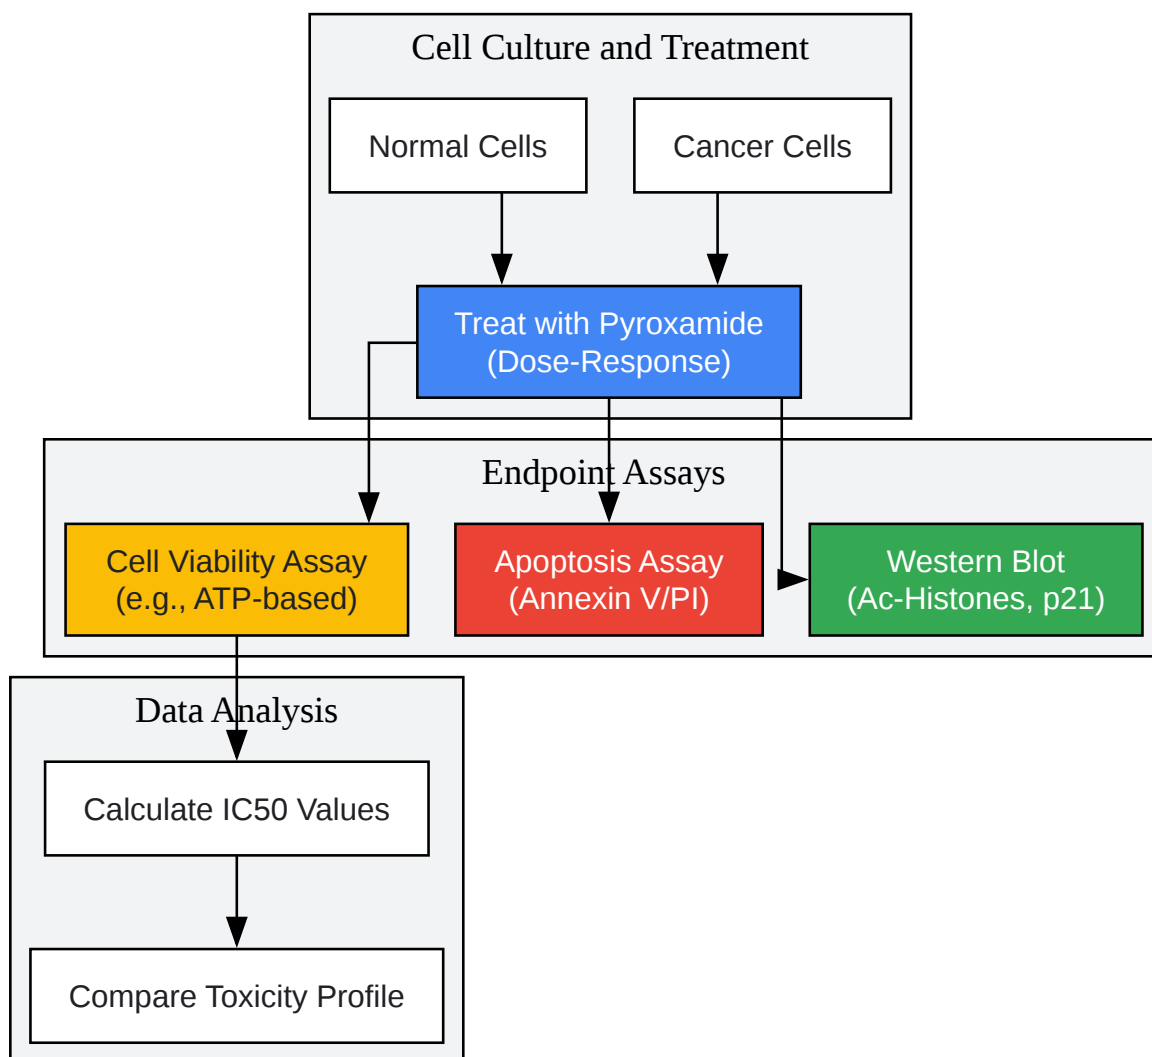 Cell Culture and Treatment
Normal Cells
Cancer Cells
Treat with Pyroxamide
(Dose-Response)
Endpoint Assays
Cell Viability Assay
(e.g., ATP-based)
Apoptosis Assay
(Annexin V/PI)
Western Blot
(Ac-Histones, p21)
Data Analysis
Calculate IC50 Values
Compare Toxicity Profile